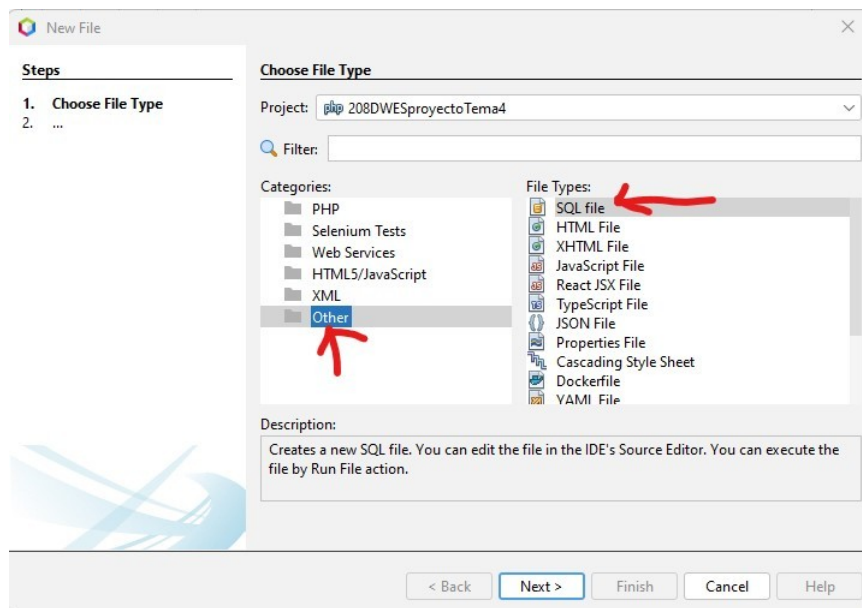 New File
Steps
1. Choose File Type
2. ...
Choose File Type
Project: php 208DWESproyectoTema4
Filter:
Categories:
PHP
Selenium Tests
Web Services
HTML5/JavaScript
XML
Other
File Types:
SQL file
HTML File
XHTML File
JavaScript File
React JSX File
TypeScript File
JSON File
Properties File
Cascading Style Sheet
Dockerfile
YAML File
Description:
Creates a new SQL file. You can edit the file in the IDE's Source Editor. You can execute the
file by Run File action.
< Back Next > Finish Cancel Help